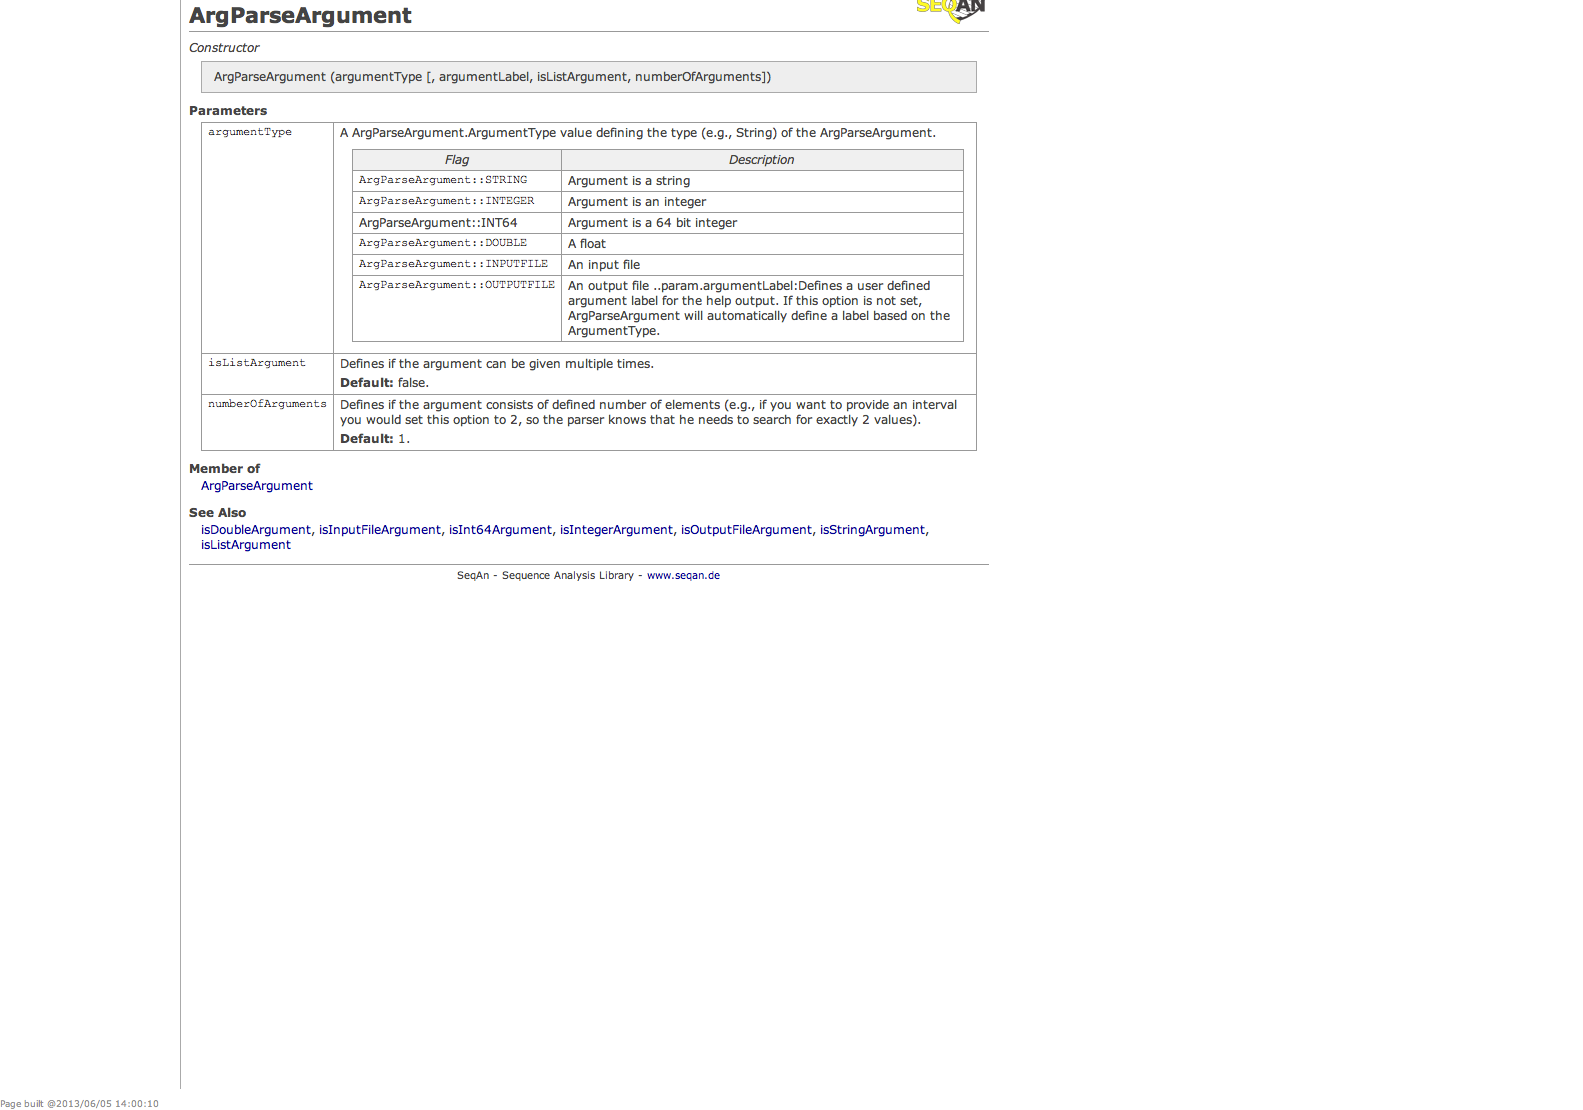 ArgParseArgument
SEQAN
Constructor
ArgParseArgument (argumentType [, argumentLabel, isListArgument, numberOfArguments])
Parameters
argumentType
A ArgParseArgument.ArgumentType value defining the type (e.g., String) of the ArgParseArgument.
Flag Description
ArgParseArgument::STRING Argument is a string
ArgParseArgument::INTEGER Argument is an integer
ArgParseArgument::INT64 Argument is a 64 bit integer
ArgParseArgument::DOUBLE A float
ArgParseArgument::INPUTFILE An input file
ArgParseArgument::OUTPUTFILE An output file ..param.argumentLabel:Defines a user defined
argument label for the help output. If this option is not set,
ArgParseArgument will automatically define a label based on the
ArgumentType.
isListArgument Defines if the argument can be given multiple times.
Default: false.
numberOfArguments Defines if the argument consists of defined number of elements (e.g., if you want to provide an interval
you would set this option to 2, so the parser knows that he needs to search for exactly 2 values).
Default: 1.
Member of
ArgParseArgument
See Also
isDoubleArgument, isInputFileArgument, isInt64Argument, isIntegerArgument, isOutputFileArgument, isStringArgument,
isListArgument
SeqAn - Sequence Analysis Library - www.seqan.de
Page built @2013/06/05 14:00:10